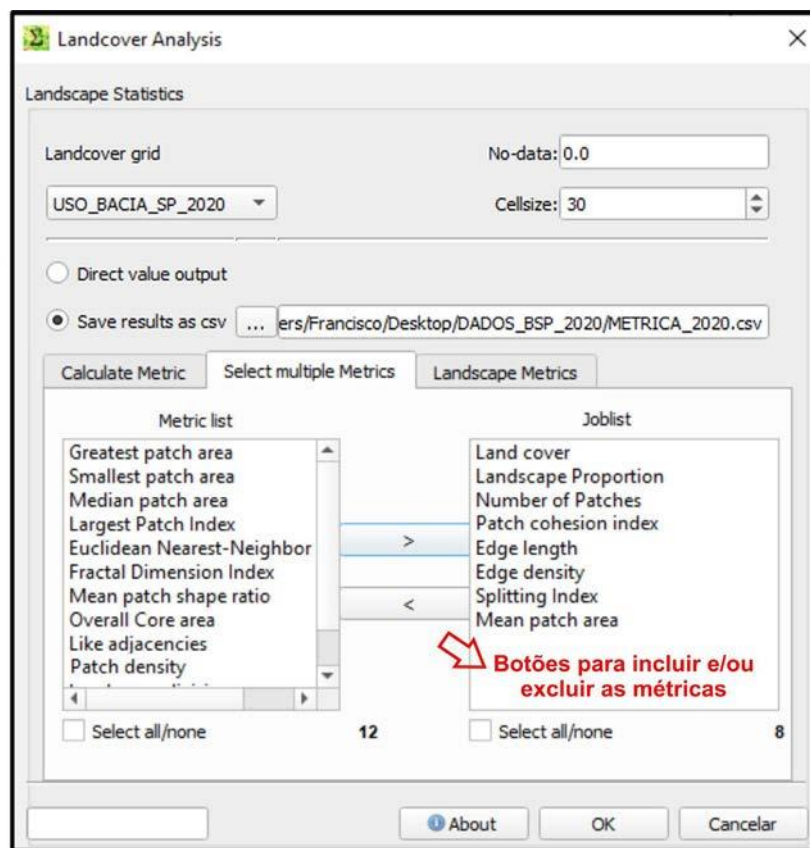 Landcover Analysis
Landscape Statistics
Landcover grid
No-data: 0.0
USO_BACIA_SP_2020
Cellsize: 30
Direct value output
Save results as csv ... ers/Francisco/Desktop/DADOS_BSP_2020/METRICA_2020.csv
Calculate Metric
Select multiple Metrics
Landscape Metrics
Metric list
Greatest patch area
Smallest patch area
Median patch area
Largest Patch Index
Euclidean Nearest-Neighbor
Fractal Dimension Index
Mean patch shape ratio
Overall Core area
Like adjacencies
Patch density
Select all/none 12
>
<
Joblist
Land cover
Landscape Proportion
Number of Patches
Patch cohesion index
Edge length
Edge density
Splitting Index
Mean patch area
Botões para incluir e/ou
excluir as métricas
Select all/none 8
About
OK
Cancelar